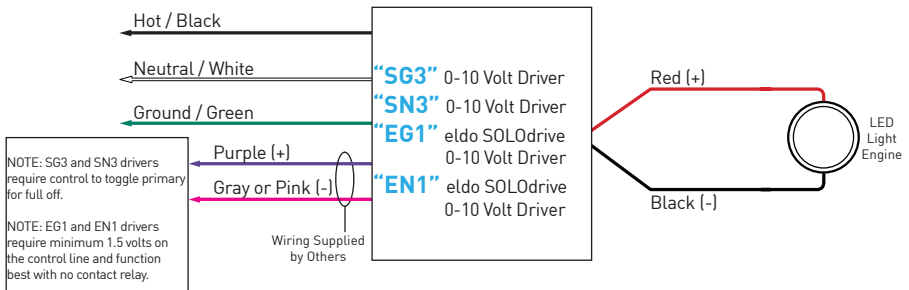 Hot / Black
Neutral / White
Ground / Green
Purple (+)
Gray or Pink (-)
NOTE: SG3 and SN3 drivers
require control to toggle primary
for full off.
NOTE: EG1 and EN1 drivers
require minimum 1.5 volts on
the control line and function
best with no contact relay.
Wiring Supplied
by Others
“SG3” 0-10 Volt Driver
“SN3” 0-10 Volt Driver
“EG1” eldo SOLOdrive
0-10 Volt Driver
“EN1” eldo SOLOdrive
0-10 Volt Driver
Red (+)
Black (-)
LED
Light
Engine